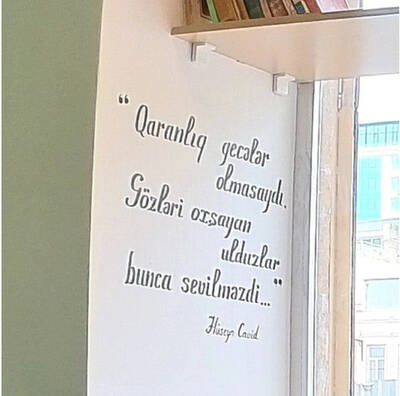 “ Qaranlıq gecələr
olmasaydı.
Gözləri oxşayan
ulduzlar
bunca sevilməzdi...”
Hüseyn Cavid